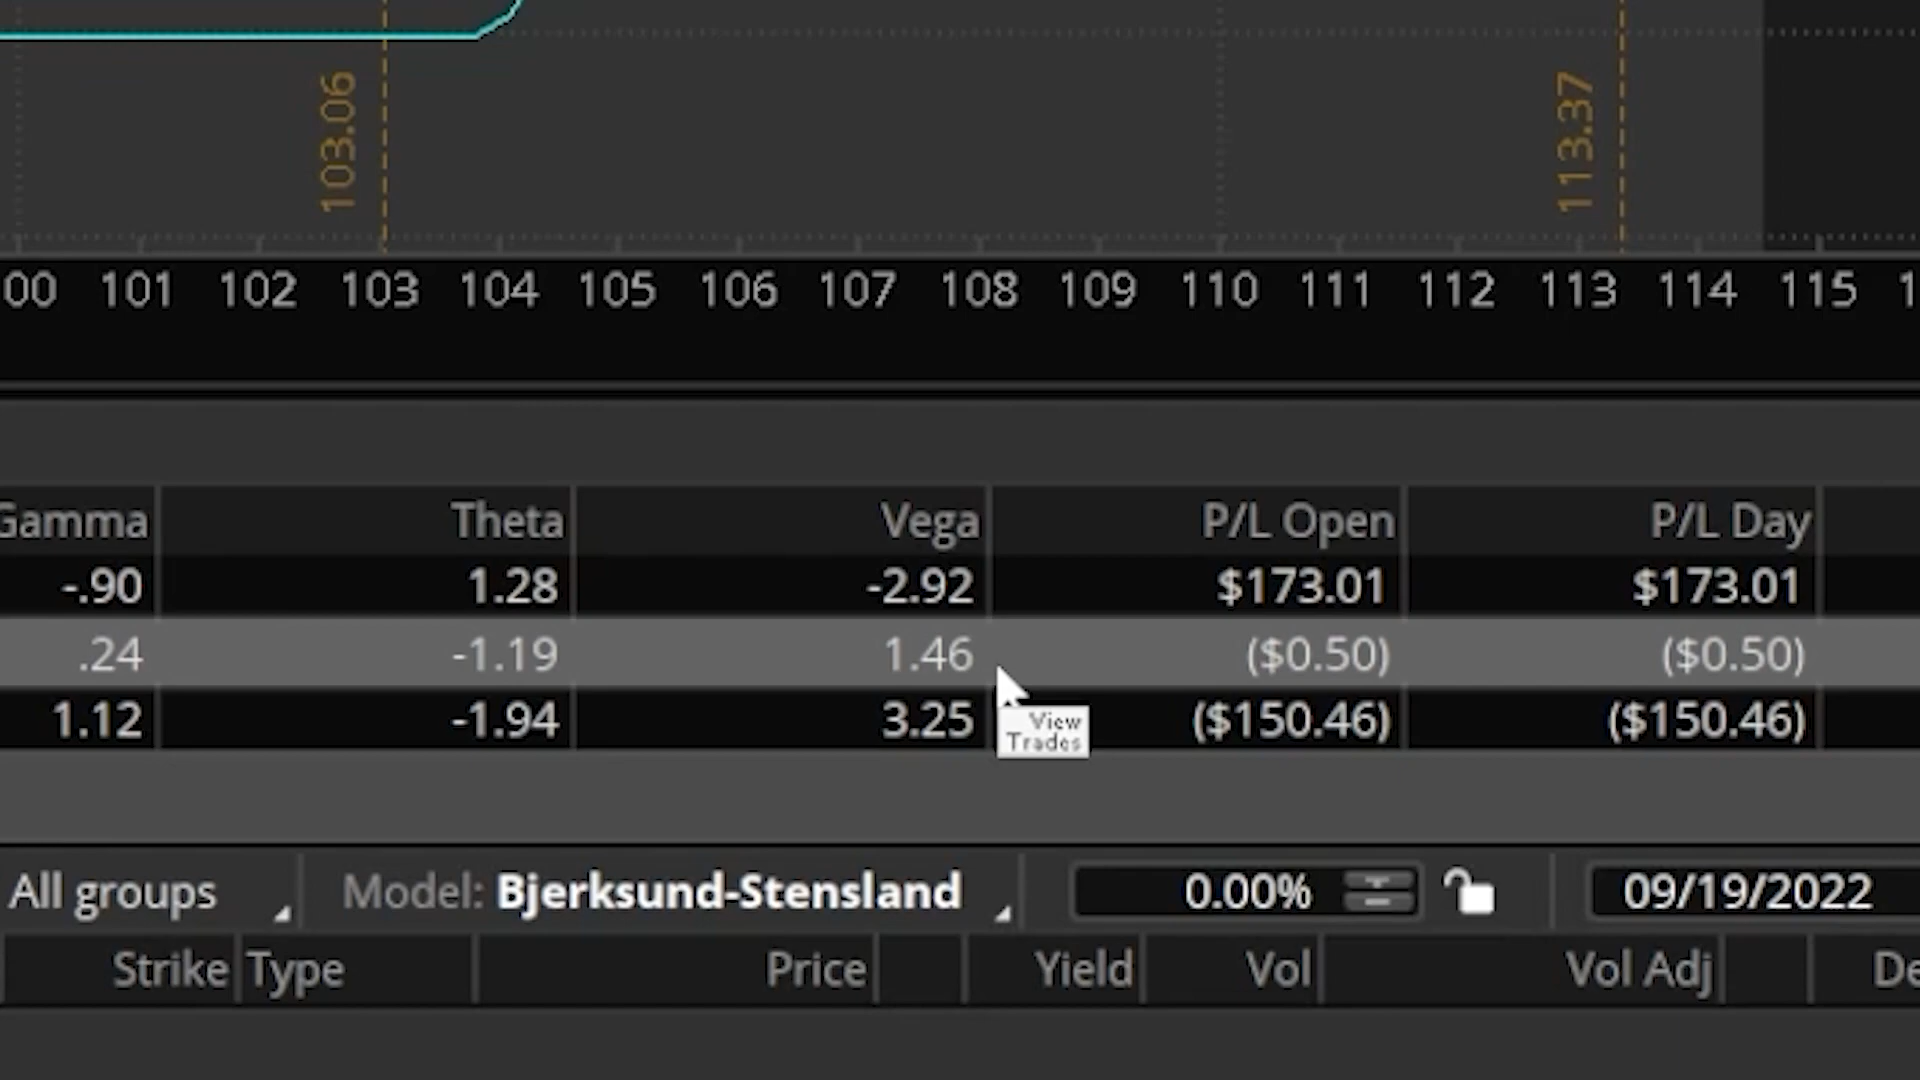 103.06
113.37
00 101 102 103 104 105 106 107 108 109 110 111 112 113 114 115 1
Gamma Theta Vega P/L Open P/L Day
-.90 1.28 -2.92 $173.01 $173.01
.24 -1.19 1.46 ($0.50) ($0.50)
1.12 -1.94 3.25 ($150.46) ($150.46)
View
Trades
All groups Model: Bjerksund-Stensland 0.00% 09/19/2022
Strike Type Price Yield Vol Vol Adj De